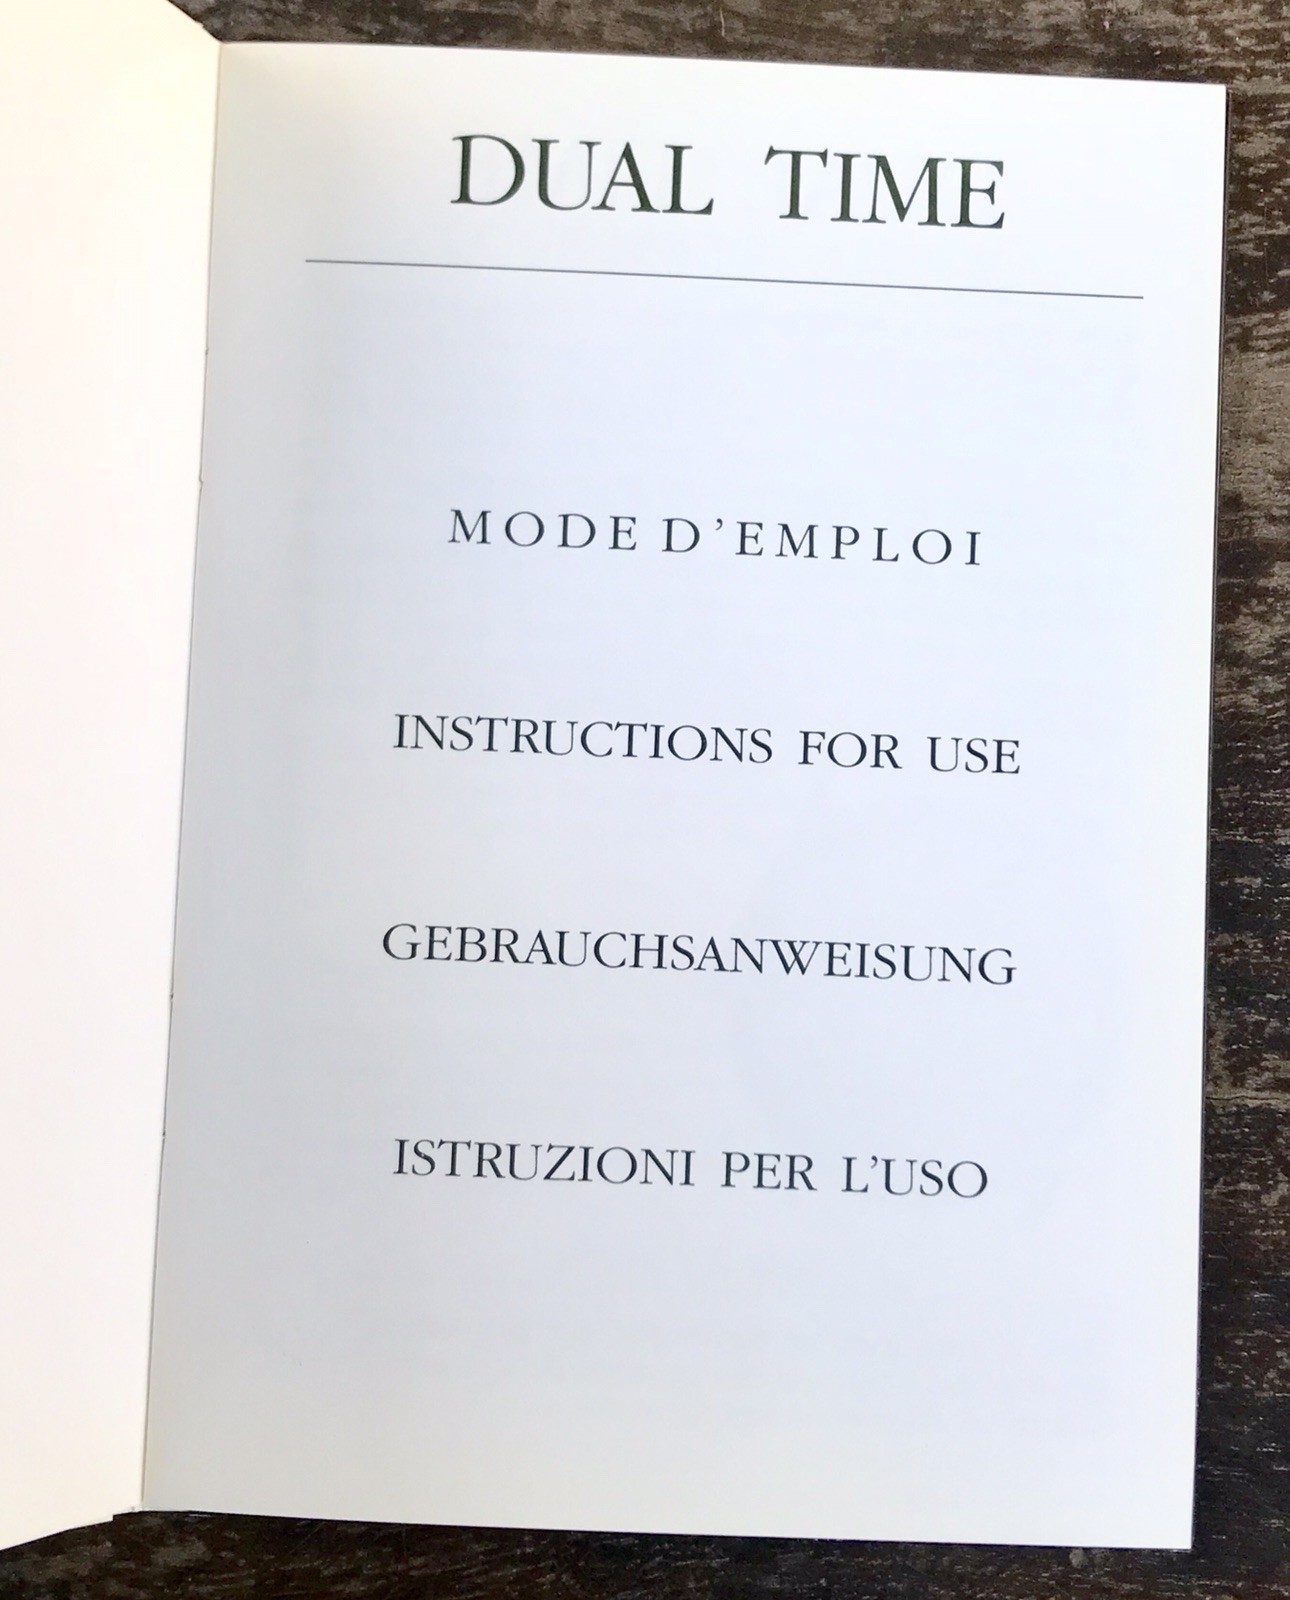 DUAL TIME
MODE D'EMPLOI
INSTRUCTIONS FOR USE
GEBRAUCHSANWEISUNG
ISTRUZIONI PER L'USO